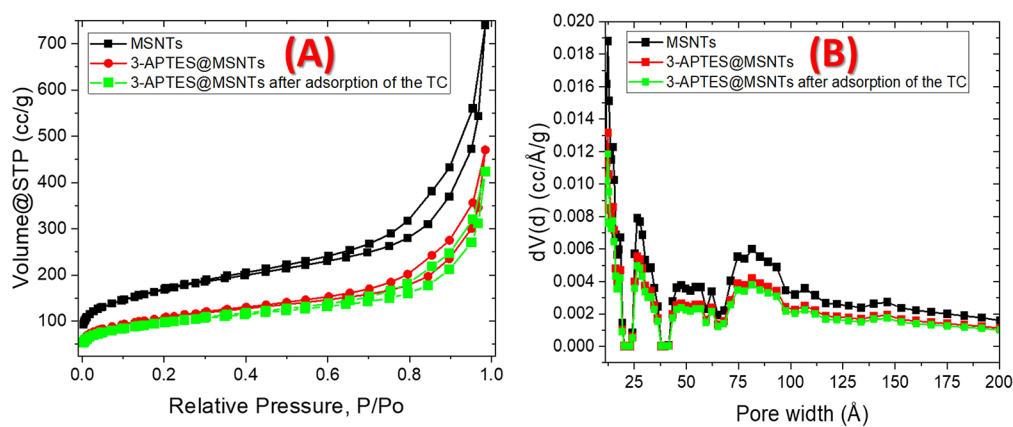 (A)
MSNTs
3-APTES@MSNTs
3-APTES@MSNTs after adsorption of the TC
Volume@STP (cc/g)
700
600
500
400
300
200
100
0.0 0.2 0.4 0.6 0.8 1.0
Relative Pressure, P/Po
(B)
MSNTs
3-APTES@MSNTs
3-APTES@MSNTs after adsorption of the TC
dV(d) (cc/Å/g)
0.020
0.018
0.016
0.014
0.012
0.010
0.008
0.006
0.004
0.002
0.000
25 50 75 100 125 150 175 200
Pore width (Å)